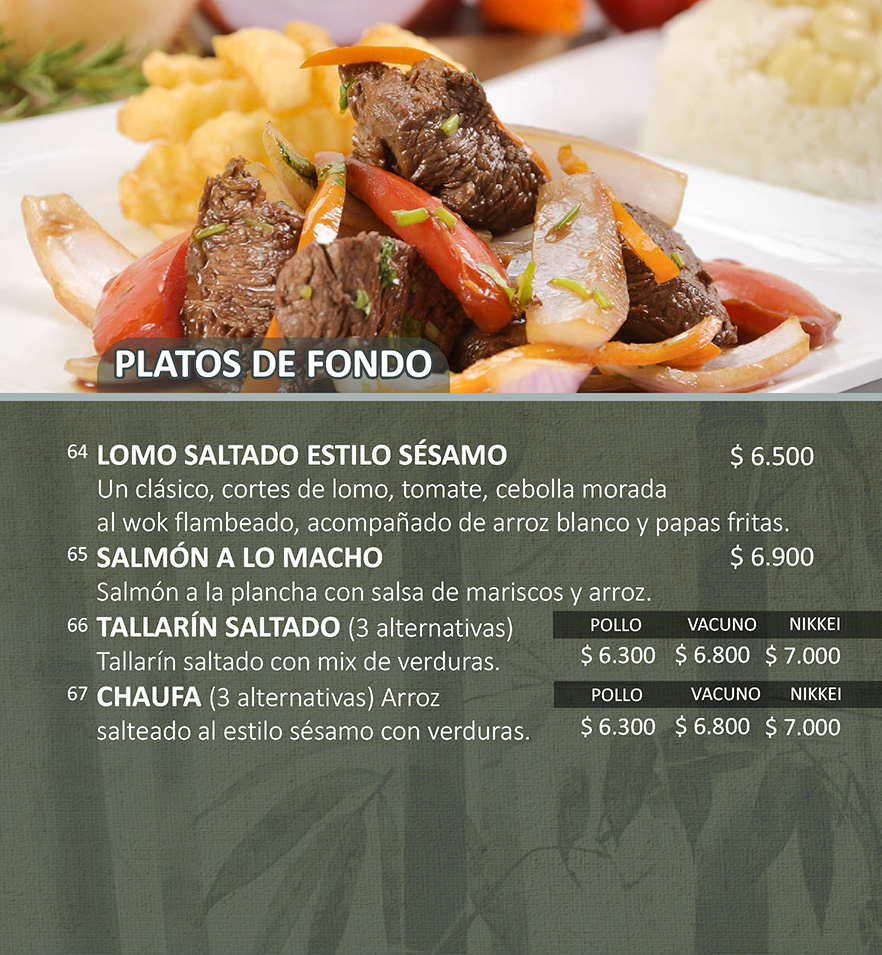 PLATOS DE FONDO
64 LOMO SALTADO ESTILO SÉSAMO $ 6.500
Un clásico, cortes de lomo, tomate, cebolla morada
al wok flambeado, acompañado de arroz blanco y papas fritas.
65 SALMÓN A LO MACHO $ 6.900
Salmón a la plancha con salsa de mariscos y arroz.
66 TALLARÍN SALTADO (3 alternativas) POLLO VACUNO NIKKEI
Tallarín saltado con mix de verduras. $ 6.300 $ 6.800 $ 7.000
67 CHAUFA (3 alternativas) Arroz POLLO VACUNO NIKKEI
salteado al estilo sésamo con verduras. $ 6.300 $ 6.800 $ 7.000